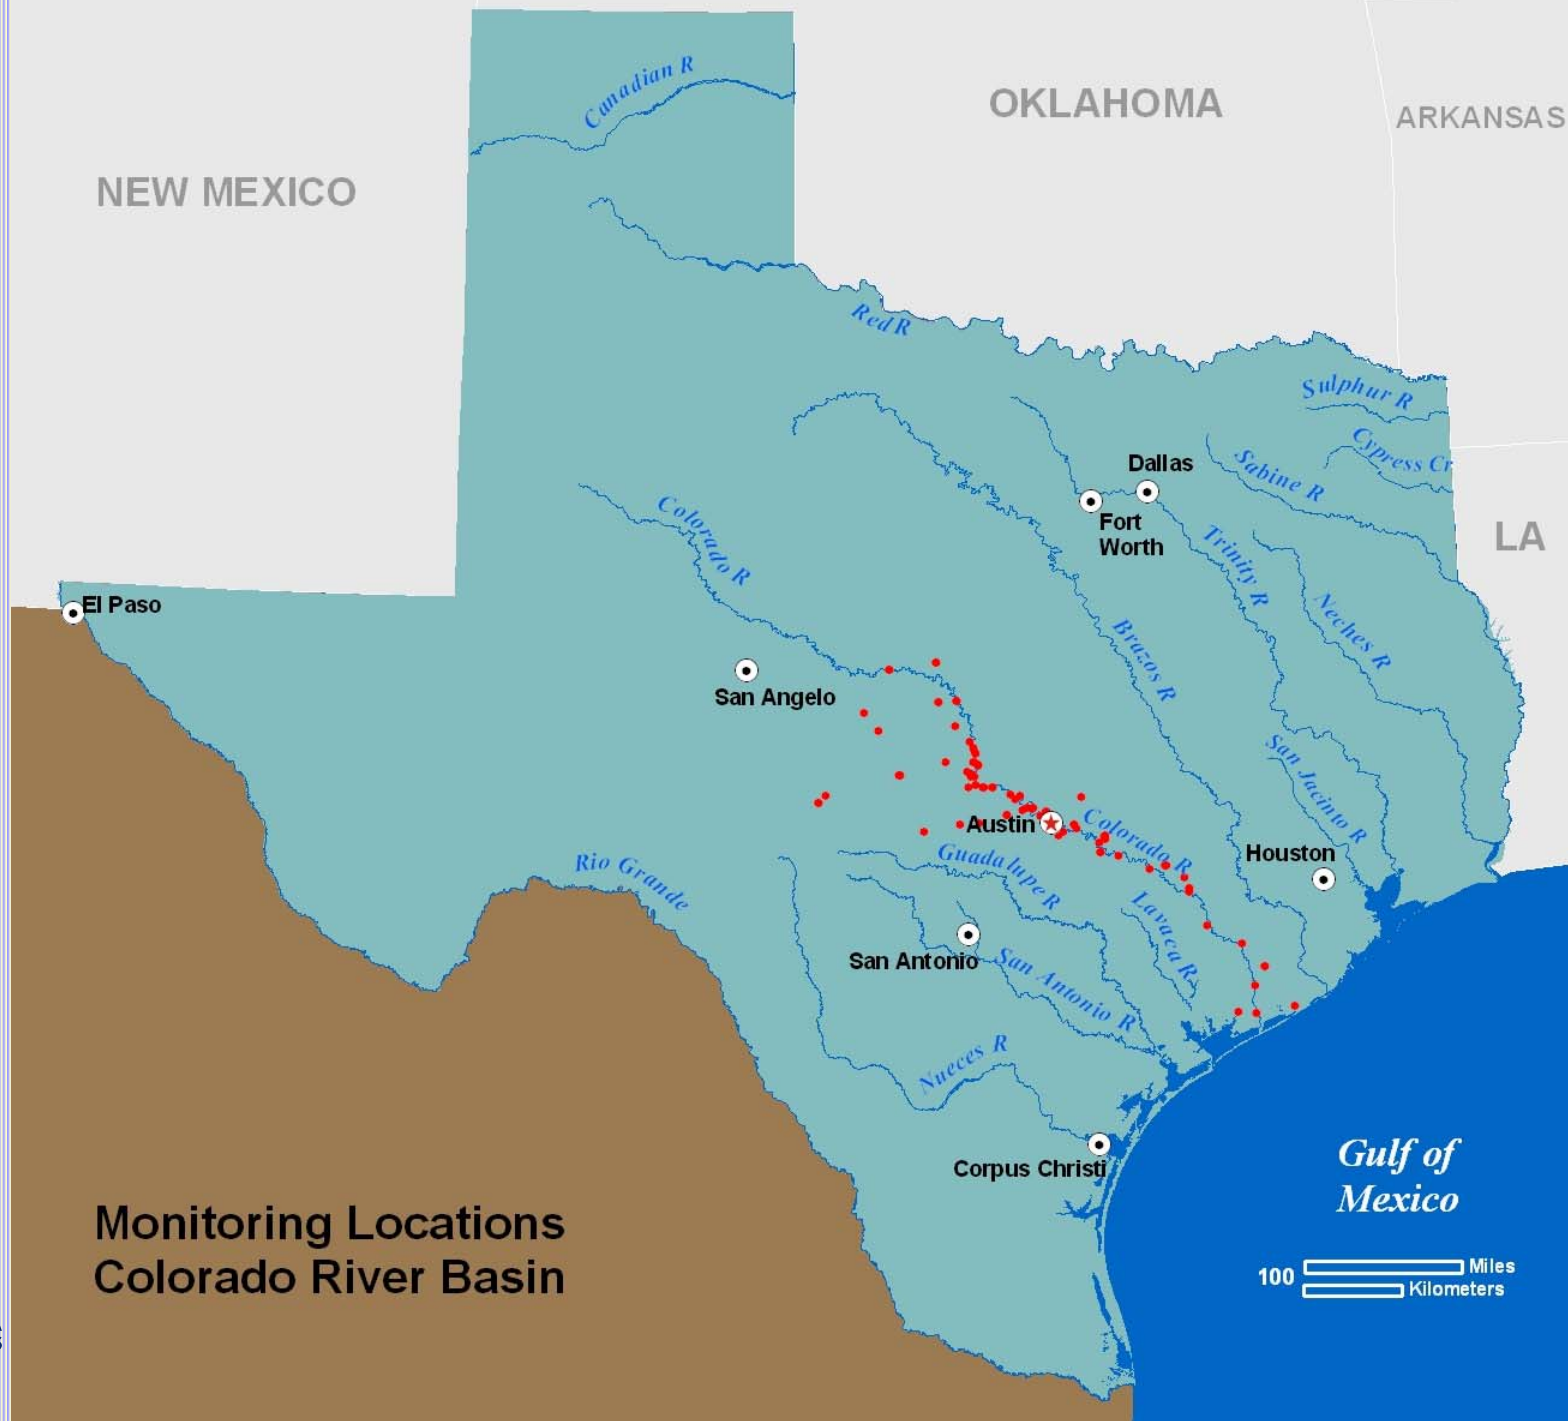 Canadian R
OKLAHOMA
ARKANSAS
NEW MEXICO
Red R
Sulphur R
Cypress Cr
Dallas
Sabine R
Fort
Worth
Colorado R
Trinity R
LA
El Paso
Neches R
Brazos R
San Angelo
San Jacinto R
Austin
Colorado R
Houston
Guadalupe R
Rio Grande
Lavaca R
San Antonio
San Antonio R
Nueces R
Corpus Christi
Gulf of
Mexico
Monitoring Locations
Colorado River Basin
100
Miles
Kilometers